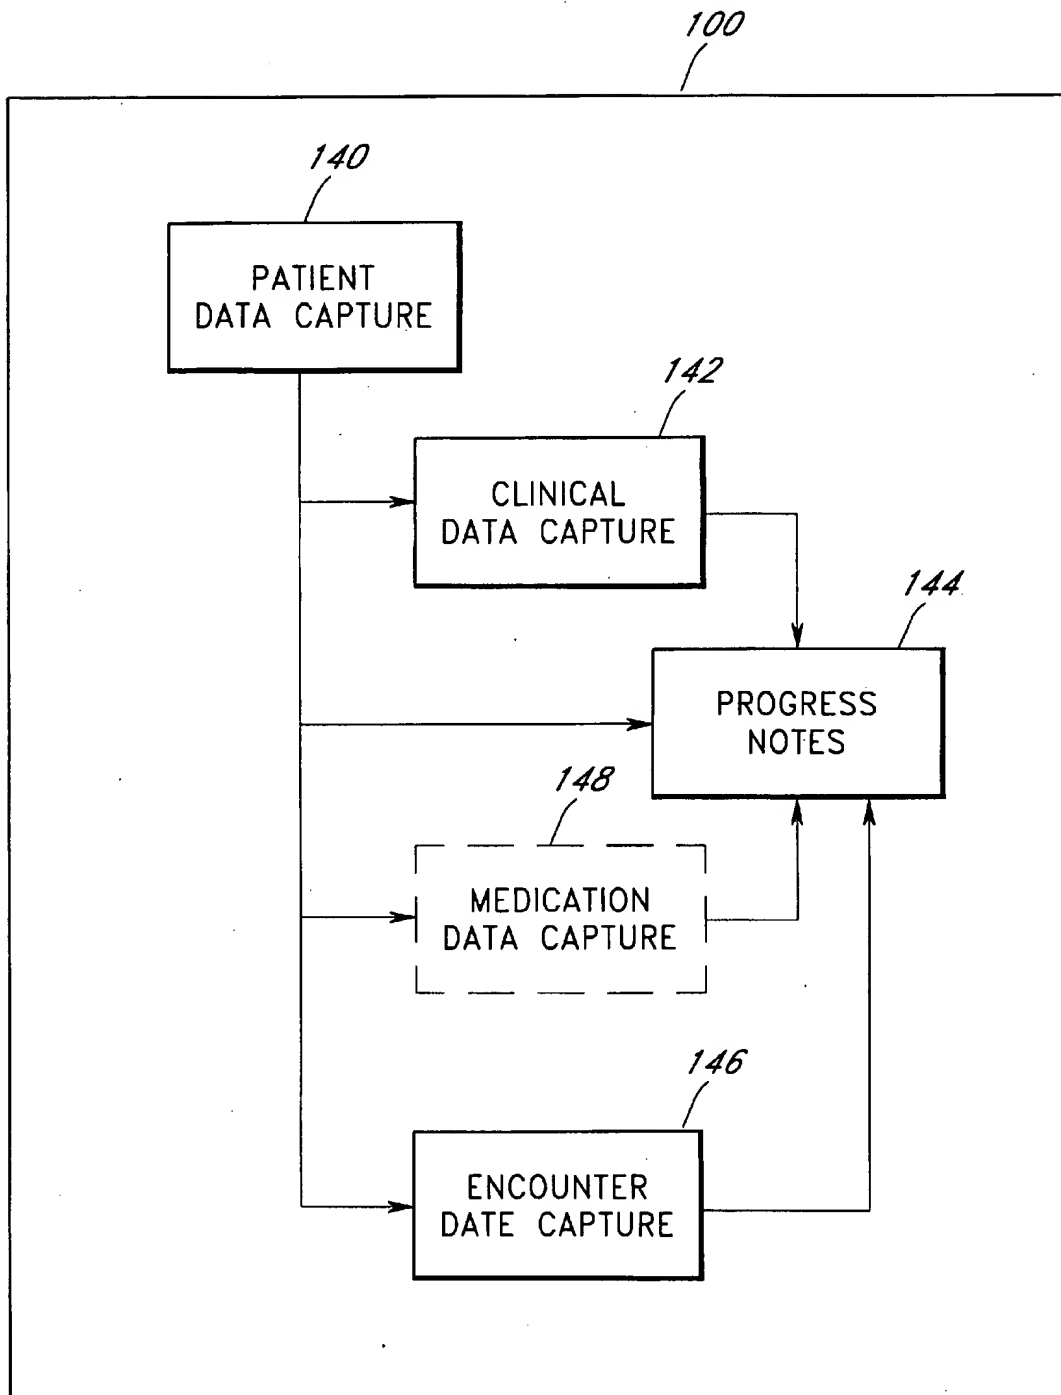 100
140
PATIENT
DATA CAPTURE
142
CLINICAL
DATA CAPTURE
144
PROGRESS
NOTES
148
MEDICATION
DATA CAPTURE
146
ENCOUNTER
DATE CAPTURE